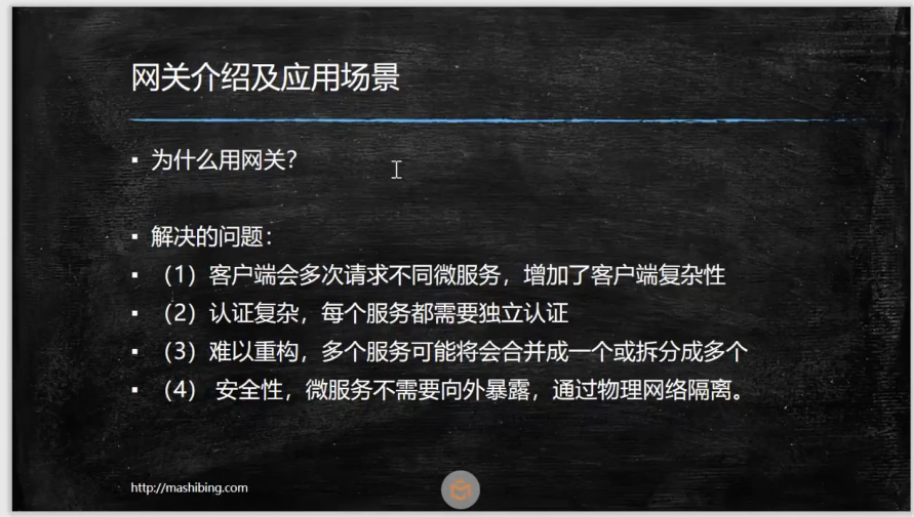 网关介绍及应用场景
▪ 为什么用网关？
▪ 解决的问题：
▪ （1）客户端会多次请求不同微服务，增加了客户端复杂性
▪ （2）认证复杂，每个服务都需要独立认证
▪ （3）难以重构，多个服务可能将会合并成一个或拆分成多个
▪ （4） 安全性，微服务不需要向外暴露，通过物理网络隔离。
http://mashibing.com